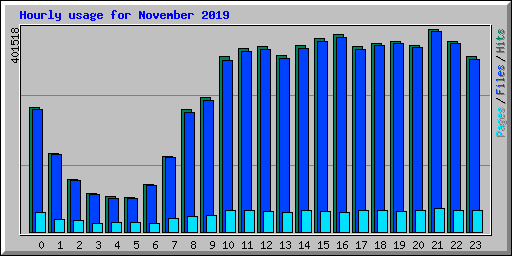 Hourly usage for November 2019
401518
Pages/Files/Hits
0 1 2 3 4 5 6 7 8 9 10 11 12 13 14 15 16 17 18 19 20 21 22 23